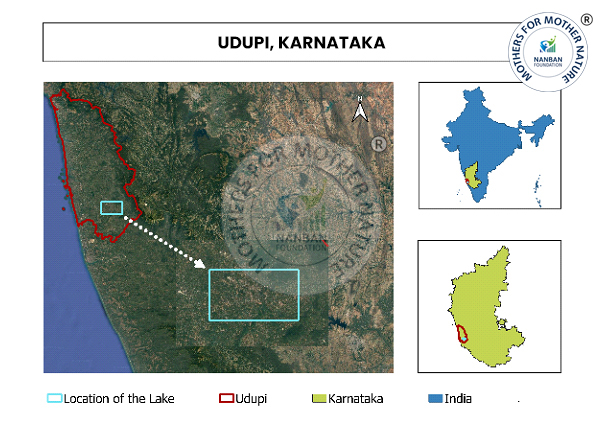 UDUPI, KARNATAKA
MOTHERS FOR MOTHER NATURE
NANBAN
FOUNDATION
®
N
®
MOTHERS FOR MOTHER NATURE
NANBAN
FOUNDATION
Location of the Lake
Udupi
Karnataka
India